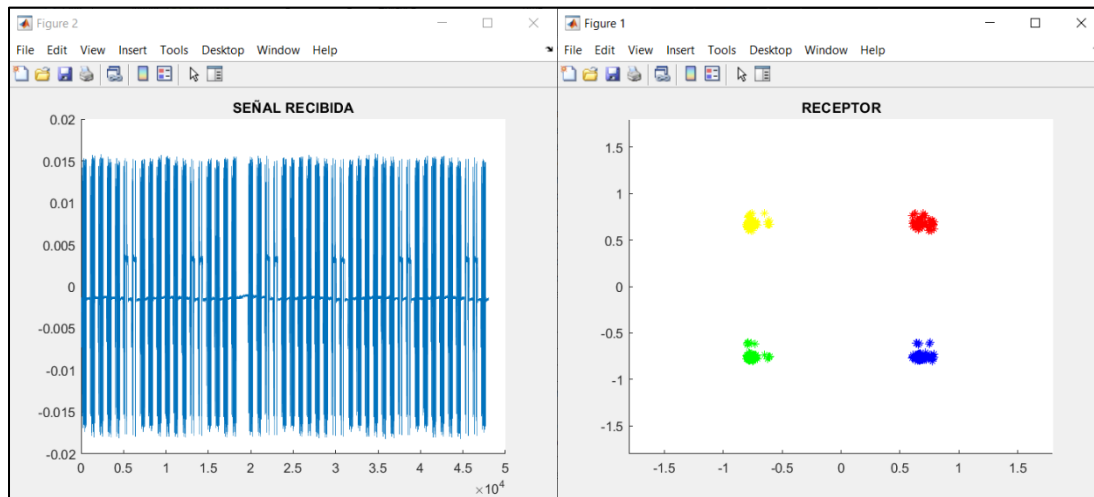 Figure 2
File Edit View Insert Tools Desktop Window Help
SEÑAL RECIBIDA
0.02
0.015
0.01
0.005
0
-0.005
-0.01
-0.015
-0.02
0 0.5 1 1.5 2 2.5 3 3.5 4 4.5 5
×10^4
Figure 1
File Edit View Insert Tools Desktop Window Help
RECEPTOR
1.5
1
0.5
0
-0.5
-1
-1.5
-1.5 -1 -0.5 0 0.5 1 1.5